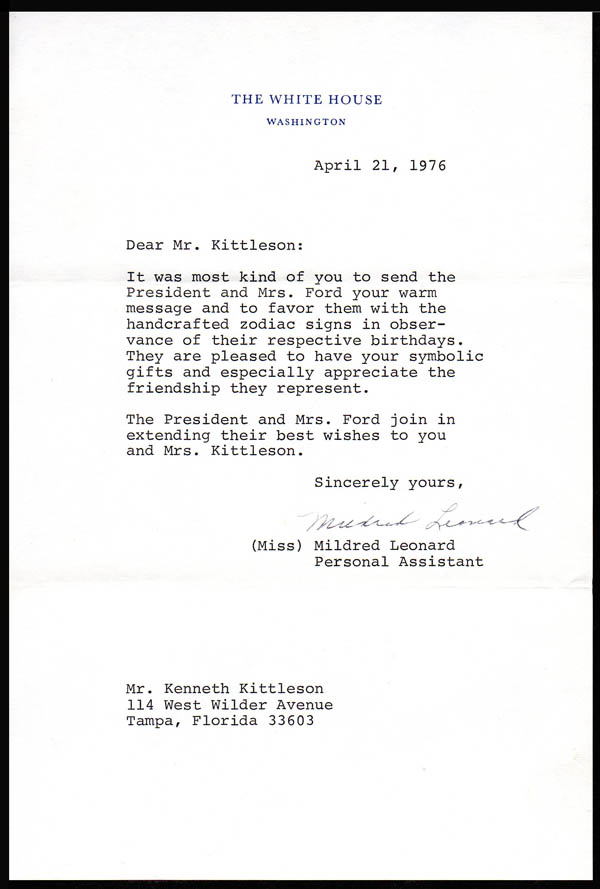 THE WHITE HOUSE
WASHINGTON
April 21, 1976
Dear Mr. Kittleson:
It was most kind of you to send the
President and Mrs. Ford your warm
message and to favor them with the
handcrafted zodiac signs in obser-
vance of their respective birthdays.
They are pleased to have your symbolic
gifts and especially appreciate the
friendship they represent.
The President and Mrs. Ford join in
extending their best wishes to you
and Mrs. Kittleson.
Sincerely yours,
Mildred Leonard
(Miss) Mildred Leonard
Personal Assistant
Mr. Kenneth Kittleson
114 West Wilder Avenue
Tampa, Florida 33603